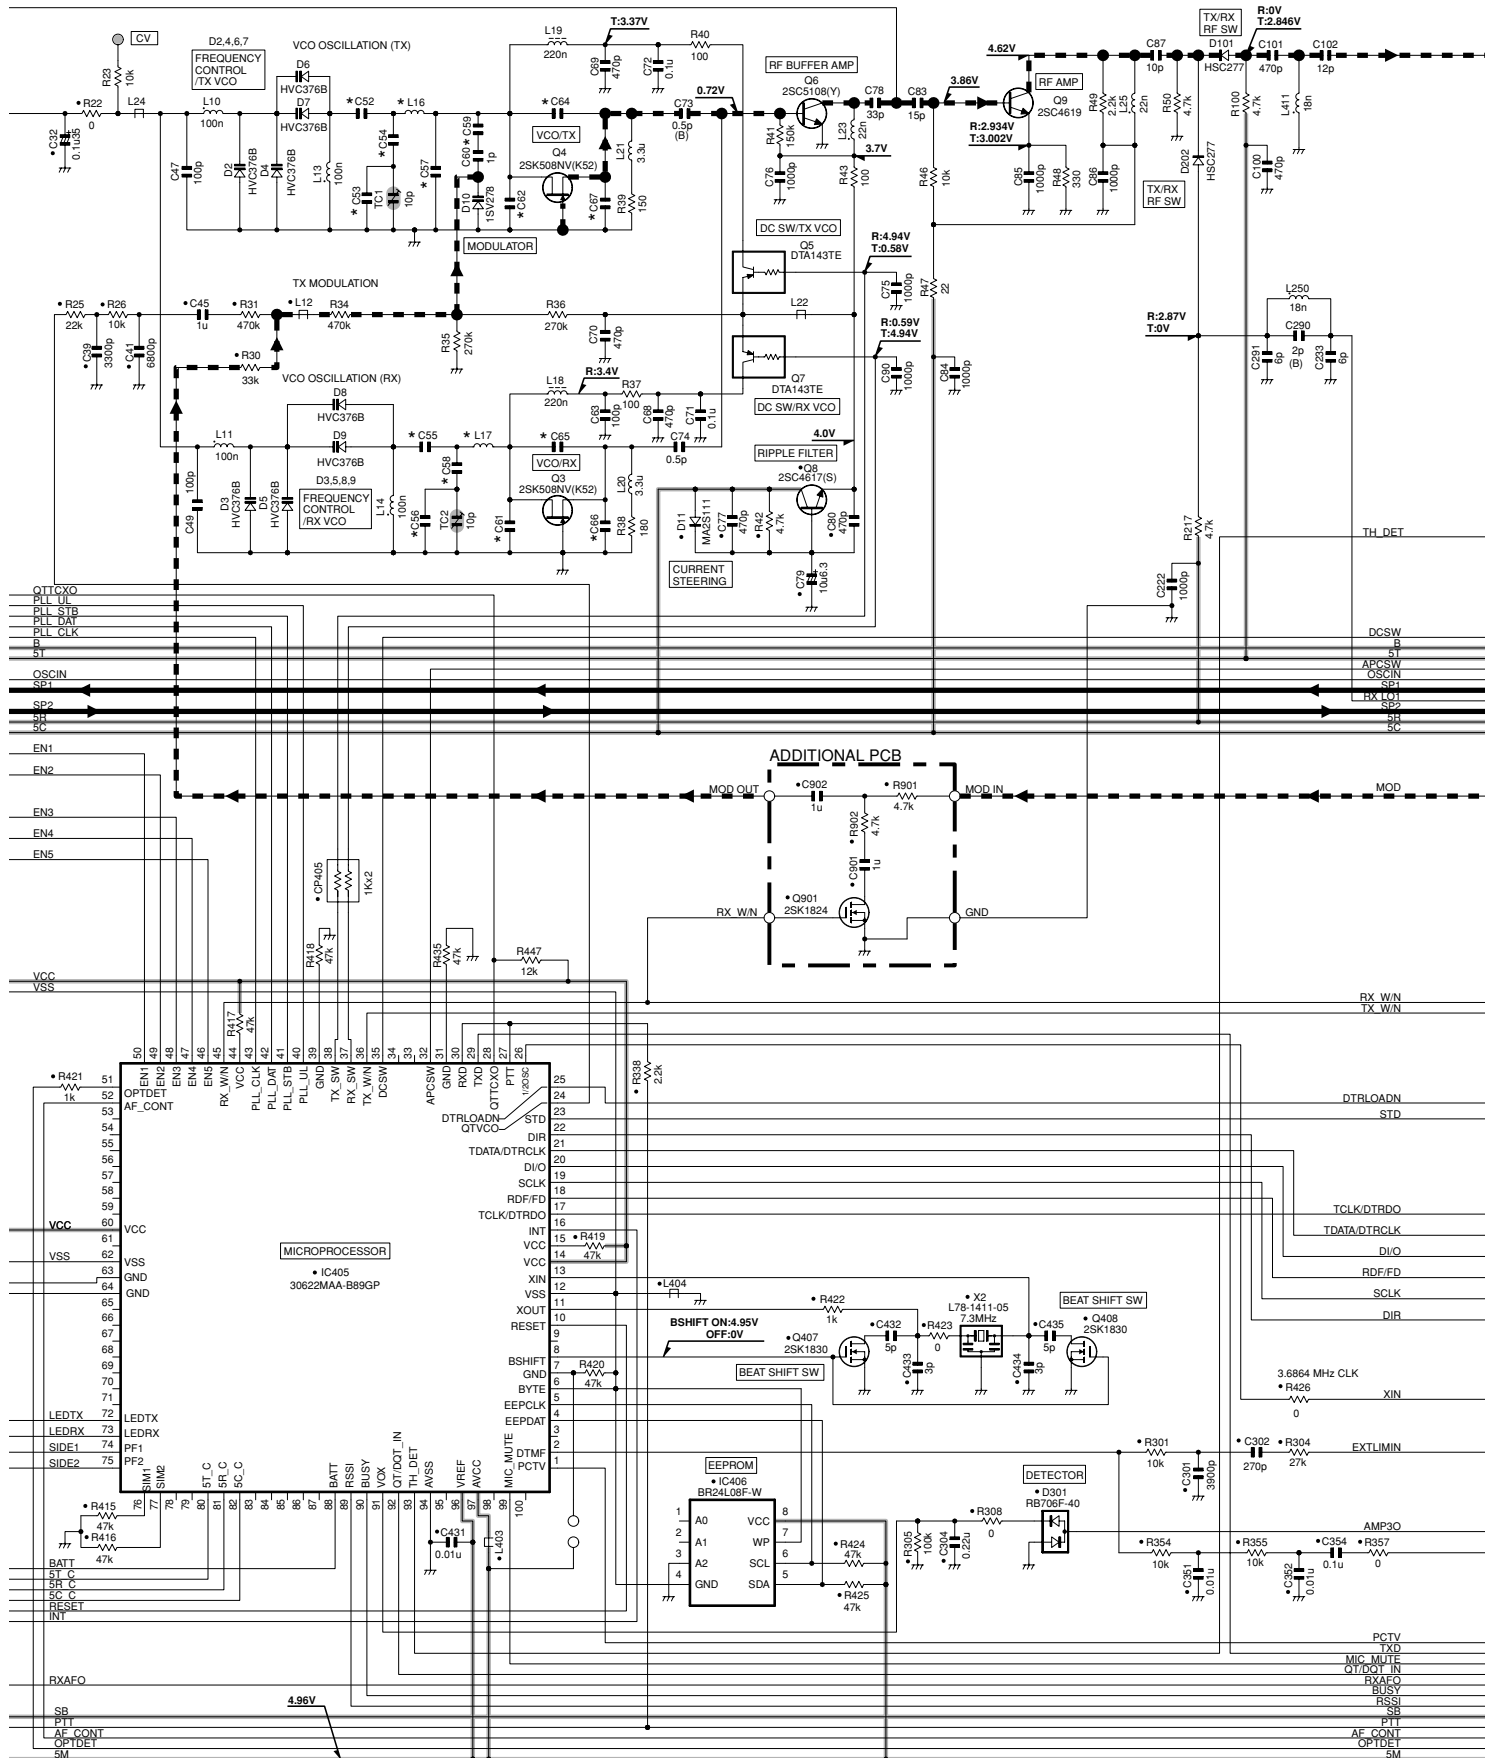 CV
R23
10k
• R22
0
L24
• C32
0.1u35
D2,4,6,7
FREQUENCY
CONTROL
/TX VCO
VCO OSCILLATION (TX)
D6
HVC376B
D7
HVC376B
L10
100n
C47
100p
D2
HVC376B
D4
HVC376B
L13
100n
* C52
* C54
* C53
TC1
10p
* L16
* C57
* C59
C60
1p
D10
1SV278
MODULATOR
L19
220n
T:3.37V
C69
470p
C72
0.1u
R40
100
* C64
VCO/TX
Q4
2SK508NV(K52)
* C62
* C67
L21
3.3u
R39
150
C73
0.5p
(B)
0.72V
RF BUFFER AMP
Q6
2SC5108(Y)
R41
150k
C76
1000p
L23
22n
3.7V
R43
100
C78
33p
C83
15p
3.86V
4.62V
RF AMP
Q9
2SC4619
R:2.934V
T:3.002V
R46
10k
C85
1000p
R48
330
R49
2.2k
C86
1000p
L25
22n
C87
10p
R50
4.7k
TX/RX
RF SW
D101
HSC277
D202
HSC277
TX/RX
RF SW
R:0V
T:2.846V
C101
470p
C102
12p
R100
4.7k
L411
18n
C100
470p
DC SW/TX VCO
Q5
DTA143TE
R:4.94V
T:0.58V
C75
1000p
R47
22
TX MODULATION
• R25
22k
• R26
10k
• C39
3300p
• C41
6800p
• C45
1u
• R31
470k
• L12
R34
470k
• R30
33k
R35
270k
R36
270k
C70
470p
L22
R:0.59V
T:4.94V
Q7
DTA143TE
DC SW/RX VCO
C90
1000p
C84
1000p
R:2.87V
T:0V
L250
18n
C290
2p
(B)
C291
6p
C233
6p
VCO OSCILLATION (RX)
D8
HVC376B
D9
HVC376B
L11
100n
C49
100p
D3
HVC376B
D5
HVC376B
D3,5,8,9
FREQUENCY
CONTROL
/RX VCO
L14
100n
* C55
* C58
* C56
TC2
10p
* L17
* C61
L18
220n
R:3.4V
C63
100p
R37
100
C68
470p
C71
0.1u
* C65
VCO/RX
Q3
2SK508NV(K52)
* C66
L20
3.3u
R38
180
C74
0.5p
4.0V
RIPPLE FILTER
• Q8
2SC4617(S)
• D11
MA2S111
• C77
470p
• R42
4.7k
• C80
470p
• C79
10u6.3
CURRENT
STEERING
R217
4.7k
C222
1000p
TH_DET
QTTCXO
PLL_UL
PLL_STB
PLL_DAT
PLL_CLK
B
5T
OSCIN
SP1
SP2
5R
5C
DCSW
B
5T
APCSW
OSCIN
SP1
RX LO1
SP2
5R
5C
EN1
EN2
EN3
EN4
EN5
ADDITIONAL PCB
MOD OUT
• C902
1u
• R901
4.7k
MOD IN
MOD
• R902
4.7k
• C901
1u
• Q901
2SK1824
RX_W/N
GND
• CP405
1Kx2
R418
47k
R435
47k
R447
12k
VCC
VSS
RX_W/N
TX_W/N
R417
47k
• R338
2.2k
50 49 48 47 46 45 44 43 42 41 40 39 38 37 36 35 34 33 32 31 30 29 28 27 26
EN1
EN2
EN3
EN4
EN5
RX_W/N
VCC
PLL_CLK
PLL_DAT
PLL_STB
PLL_UL
GND
TX_SW
RX_SW
TX_W/N
DCSW
APCSW
GND
RXD
TXD
QTTCXO
PTT
1/2OSC
• R421
1k
51 OPTDET
52 AF_CONT
53
54
55
56
57
58
59
60 VCC
61
62 VSS
63 GND
64 GND
65
66
67
68
69
70
71
72 LEDTX
73 LEDRX
74 PF1
75 PF2
VCC
VSS
LEDTX
LEDRX
SIDE1
SIDE2
MICROPROCESSOR
• IC405
30622MAA-B89GP
DTRLOADN 25
QTVCO 24
STD 23
DIR 22
TDATA/DTRCLK 21
DI/O 20
SCLK 19
RDF/FD 18
TCLK/DTRDO 17
INT 16
VCC 15
VCC 14
XIN 13
VSS 12
XOUT 11
RESET 10
9
BSHIFT 8
GND 7
BYTE 6
EEPCLK 5
EEPDAT 4
3
DTMF 2
PCTV 1
SIM1
SIM2
5T_C
5R_C
5C_C
BATT
RSSI
BUSY
VOX
QT/DQT_IN
TH_DET
AVSS
VREF
AVCC
MIC_MUTE
76 77 78 79 80 81 82 83 84 85 86 87 88 89 90 91 92 93 94 95 96 97 98 99 100
DTRLOADN
STD
TCLK/DTRDO
TDATA/DTRCLK
DI/O
RDF/FD
SCLK
DIR
• R419
47k
• L404
• R422
1k
BSHIFT ON:4.95V
OFF:0V
BEAT SHIFT SW
• Q407
2SK1830
• C432
5p
• C433
3p
• R423
0
• X2
L78-1411-05
7.3MHz
• C434
3p
• C435
5p
BEAT SHIFT SW
• Q408
2SK1830
• R420
47k
3.6864 MHz CLK
• R426
0
XIN
• R301
10k
• C301
3900p
• C302
270p
• R304
27k
EXTLIMIN
EEPROM
• IC406
BR24L08F-W
1 A0
2 A1
3 A2
4 GND
VCC 8
WP 7
SCL 6
SDA 5
• R424
47k
• R425
47k
• R305
100k
• C304
0.22u
• R308
0
DETECTOR
• D301
RB706F-40
AMP3O
• R354
10k
• C351
0.01u
• R355
10k
• C352
0.01u
• C354
0.1u
• R357
0
• R415
47k
• R416
47k
• C431
0.01u
• L403
BATT
5T_C
5R_C
5C_C
RESET
INT
RXAFO
SB
PTT
AF_CONT
OPTDET
5M
4.96V
PCTV
TXD
MIC_MUTE
QT/DQT_IN
RXAFO
BUSY
RSSI
SB
PTT
AF_CONT
OPTDET
5M